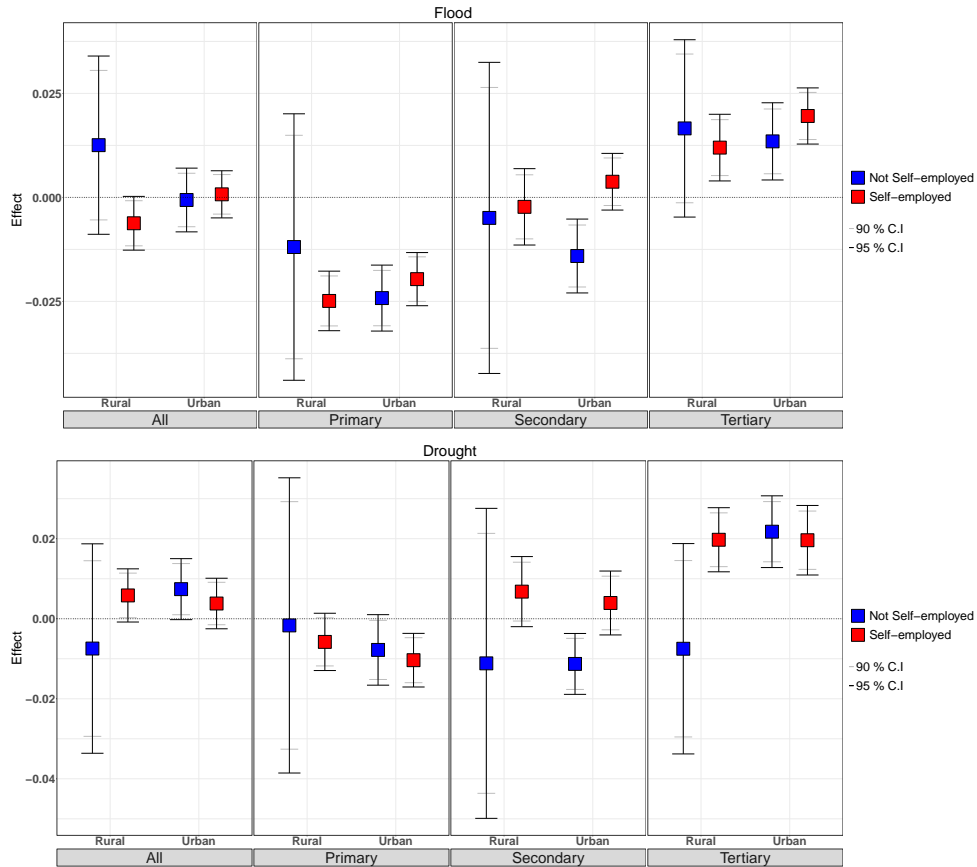 Flood
Effect
0.025
0.000
−0.025
Rural Urban Rural Urban Rural Urban Rural Urban
All Primary Secondary Tertiary
Not Self-employed
Self-employed
90 % C.I
95 % C.I
Drought
Effect
0.02
0.00
−0.02
−0.04
Rural Urban Rural Urban Rural Urban Rural Urban
All Primary Secondary Tertiary
Not Self-employed
Self-employed
90 % C.I
95 % C.I